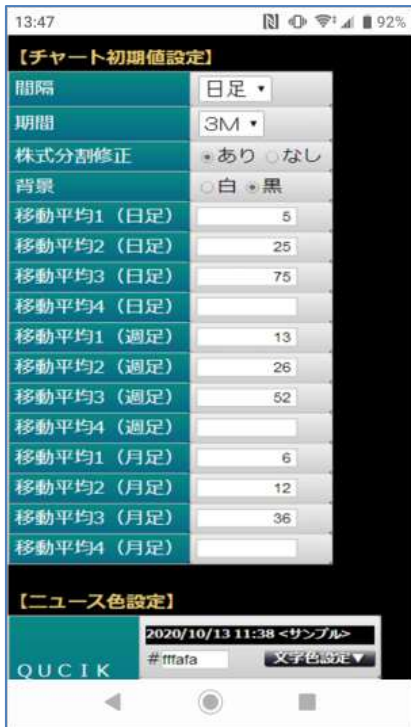 13:47 92%
【チャート初期値設定】
間隔 日足
期間 3M
株式分割修正 あり なし
背景 白 黒
移動平均1（日足） 5
移動平均2（日足） 25
移動平均3（日足） 75
移動平均4（日足）
移動平均1（週足） 13
移動平均2（週足） 26
移動平均3（週足） 52
移動平均4（週足）
移動平均1（月足） 6
移動平均2（月足） 12
移動平均3（月足） 36
移動平均4（月足）
【ニュース色設定】
2020/10/13 11:38 <サンプル>
QUCIK # fffafa 文字色設定▼